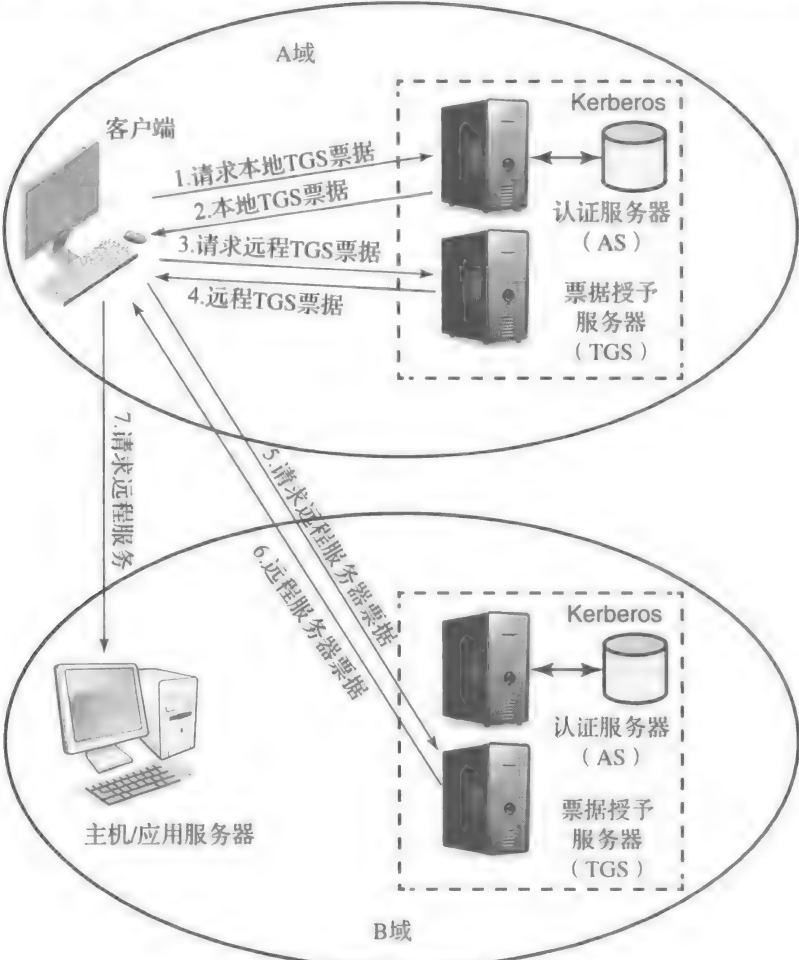 A域
Kerberos
客户端
1.请求本地TGS票据
2.本地TGS票据
认证服务器
（AS）
3.请求远程TGS票据
4.远程TGS票据
票据授予
服务器
（TGS）
7.请求远程服务
5.请求远程服务器票据
6.远程服务器票据
Kerberos
认证服务器
（AS）
主机/应用服务器
票据授予
服务器
（TGS）
B域